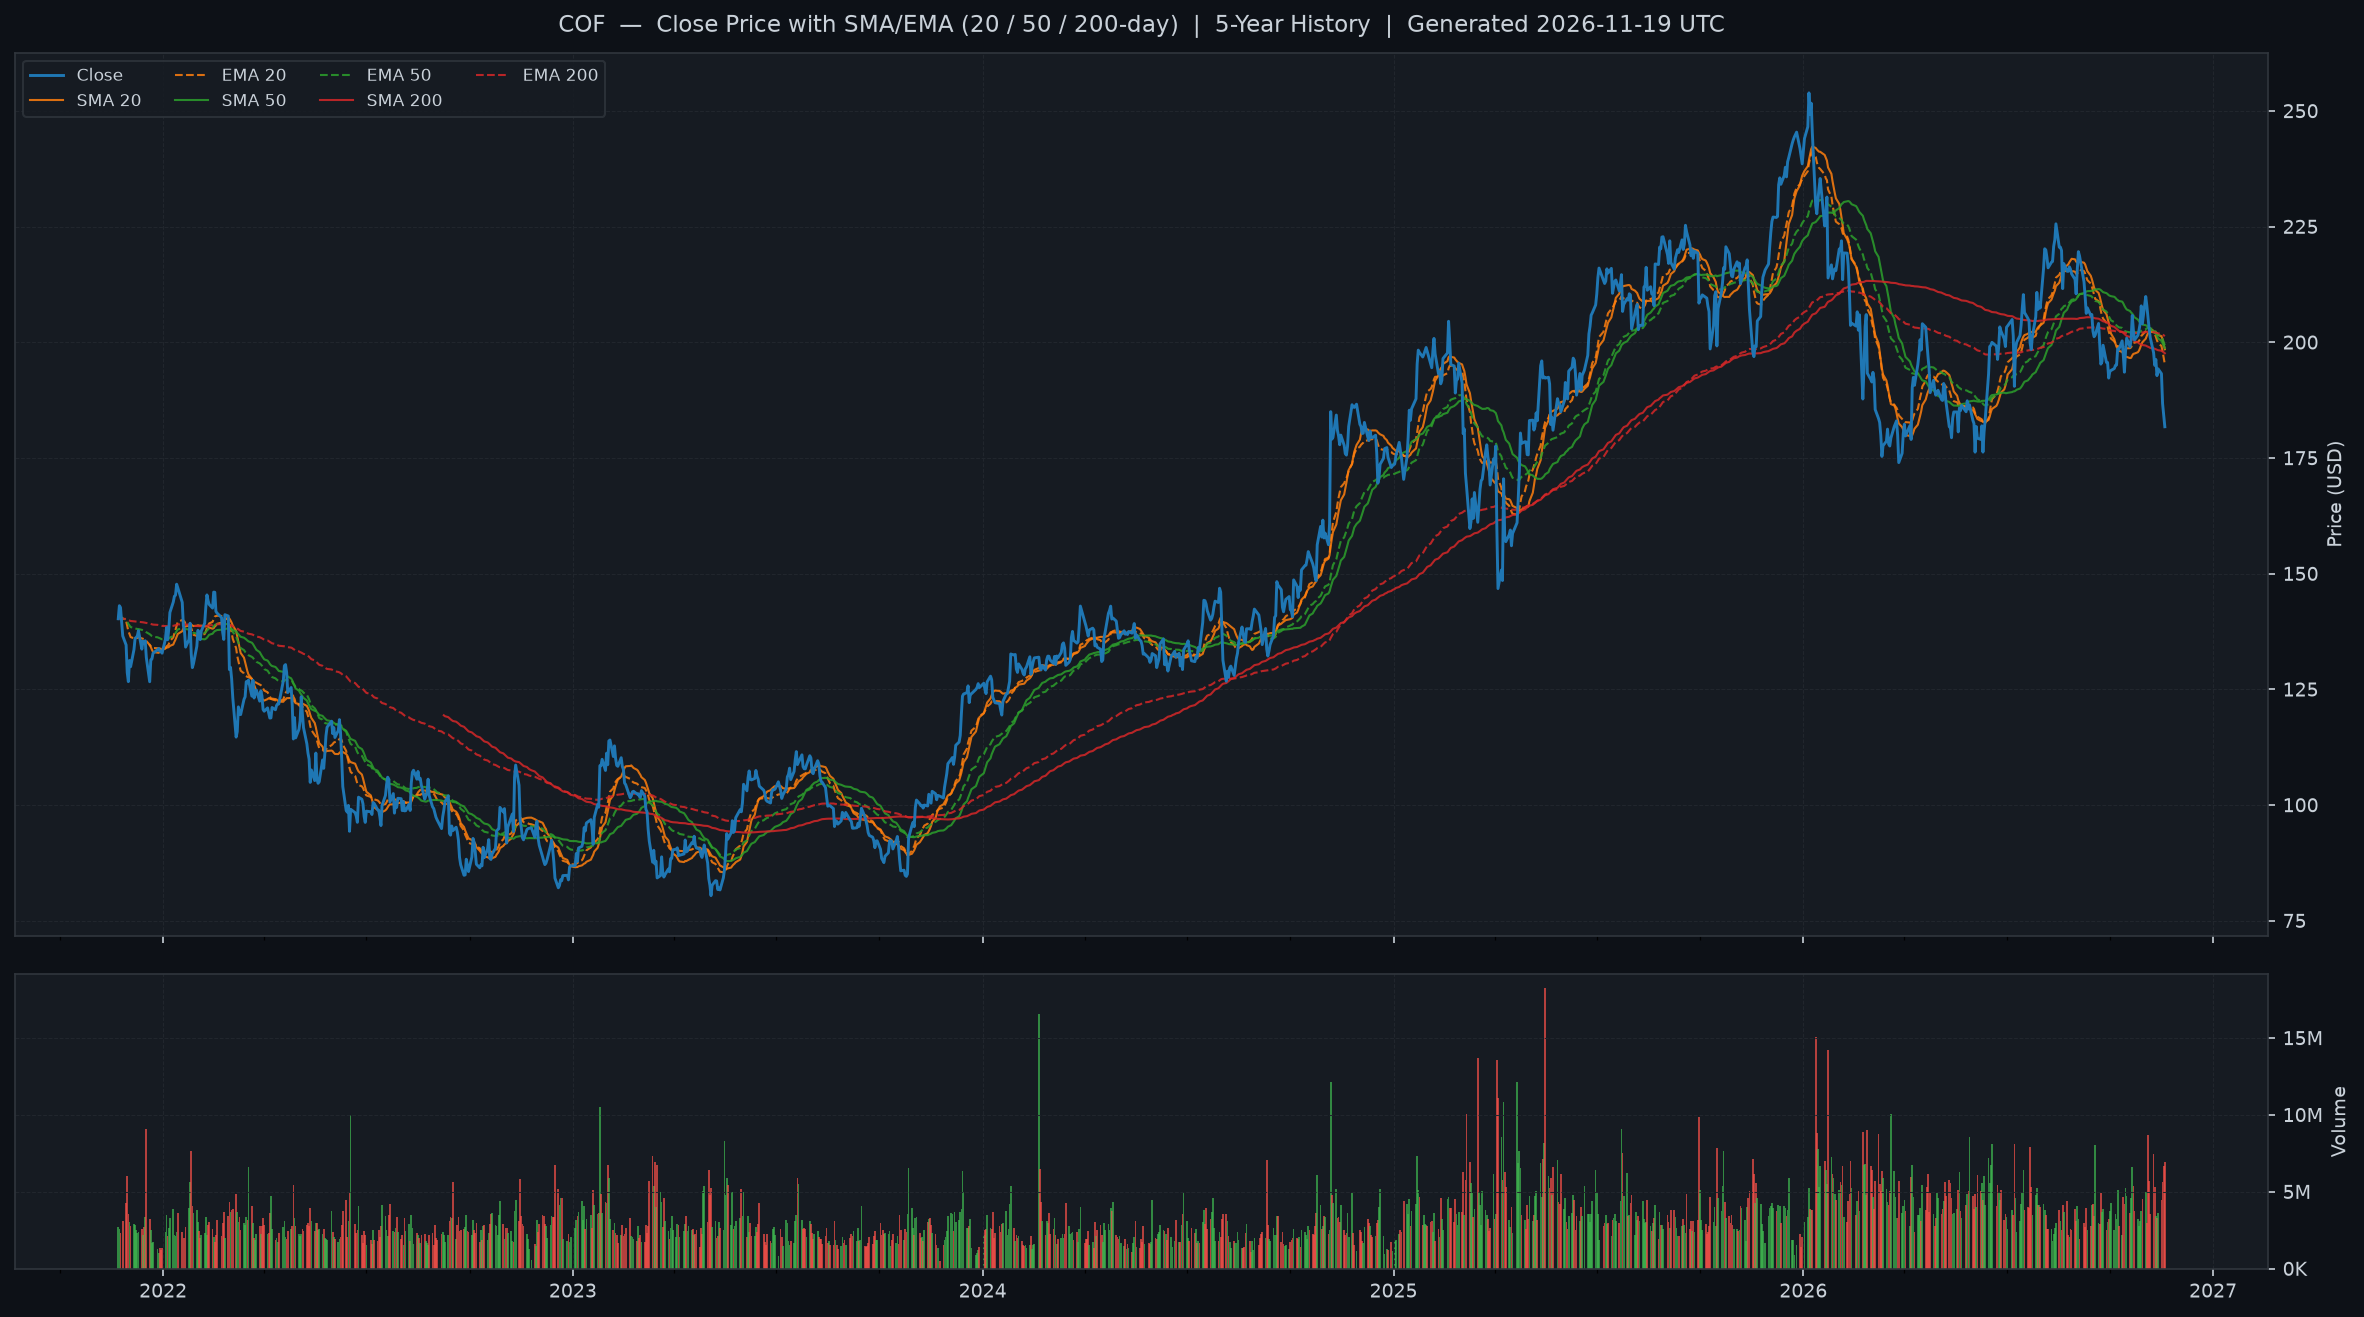 COF — Close Price with SMA/EMA (20 / 50 / 200-day) | 5-Year History | Generated 2026-11-19 UTC
Close EMA 20 EMA 50 EMA 200
SMA 20 SMA 50 SMA 200
250
225
200
175
150
125
100
75
Price (USD)
15M
10M
5M
0K
Volume
2022 2023 2024 2025 2026 2027